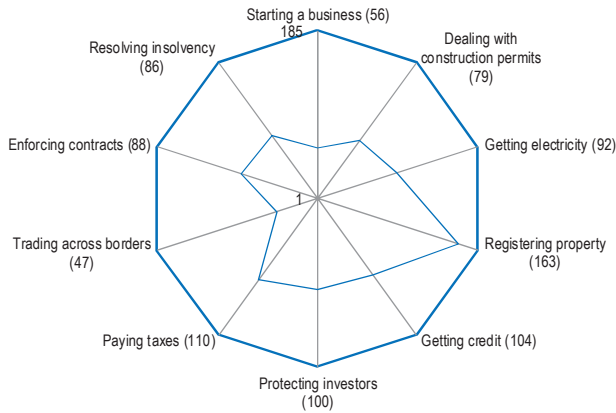 Starting a business (56)
185
Dealing with
construction permits
(79)
Getting electricity (92)
Registering property
(163)
Getting credit (104)
Protecting investors
(100)
Paying taxes (110)
Trading across borders
(47)
Enforcing contracts (88)
Resolving insolvency
(86)
1